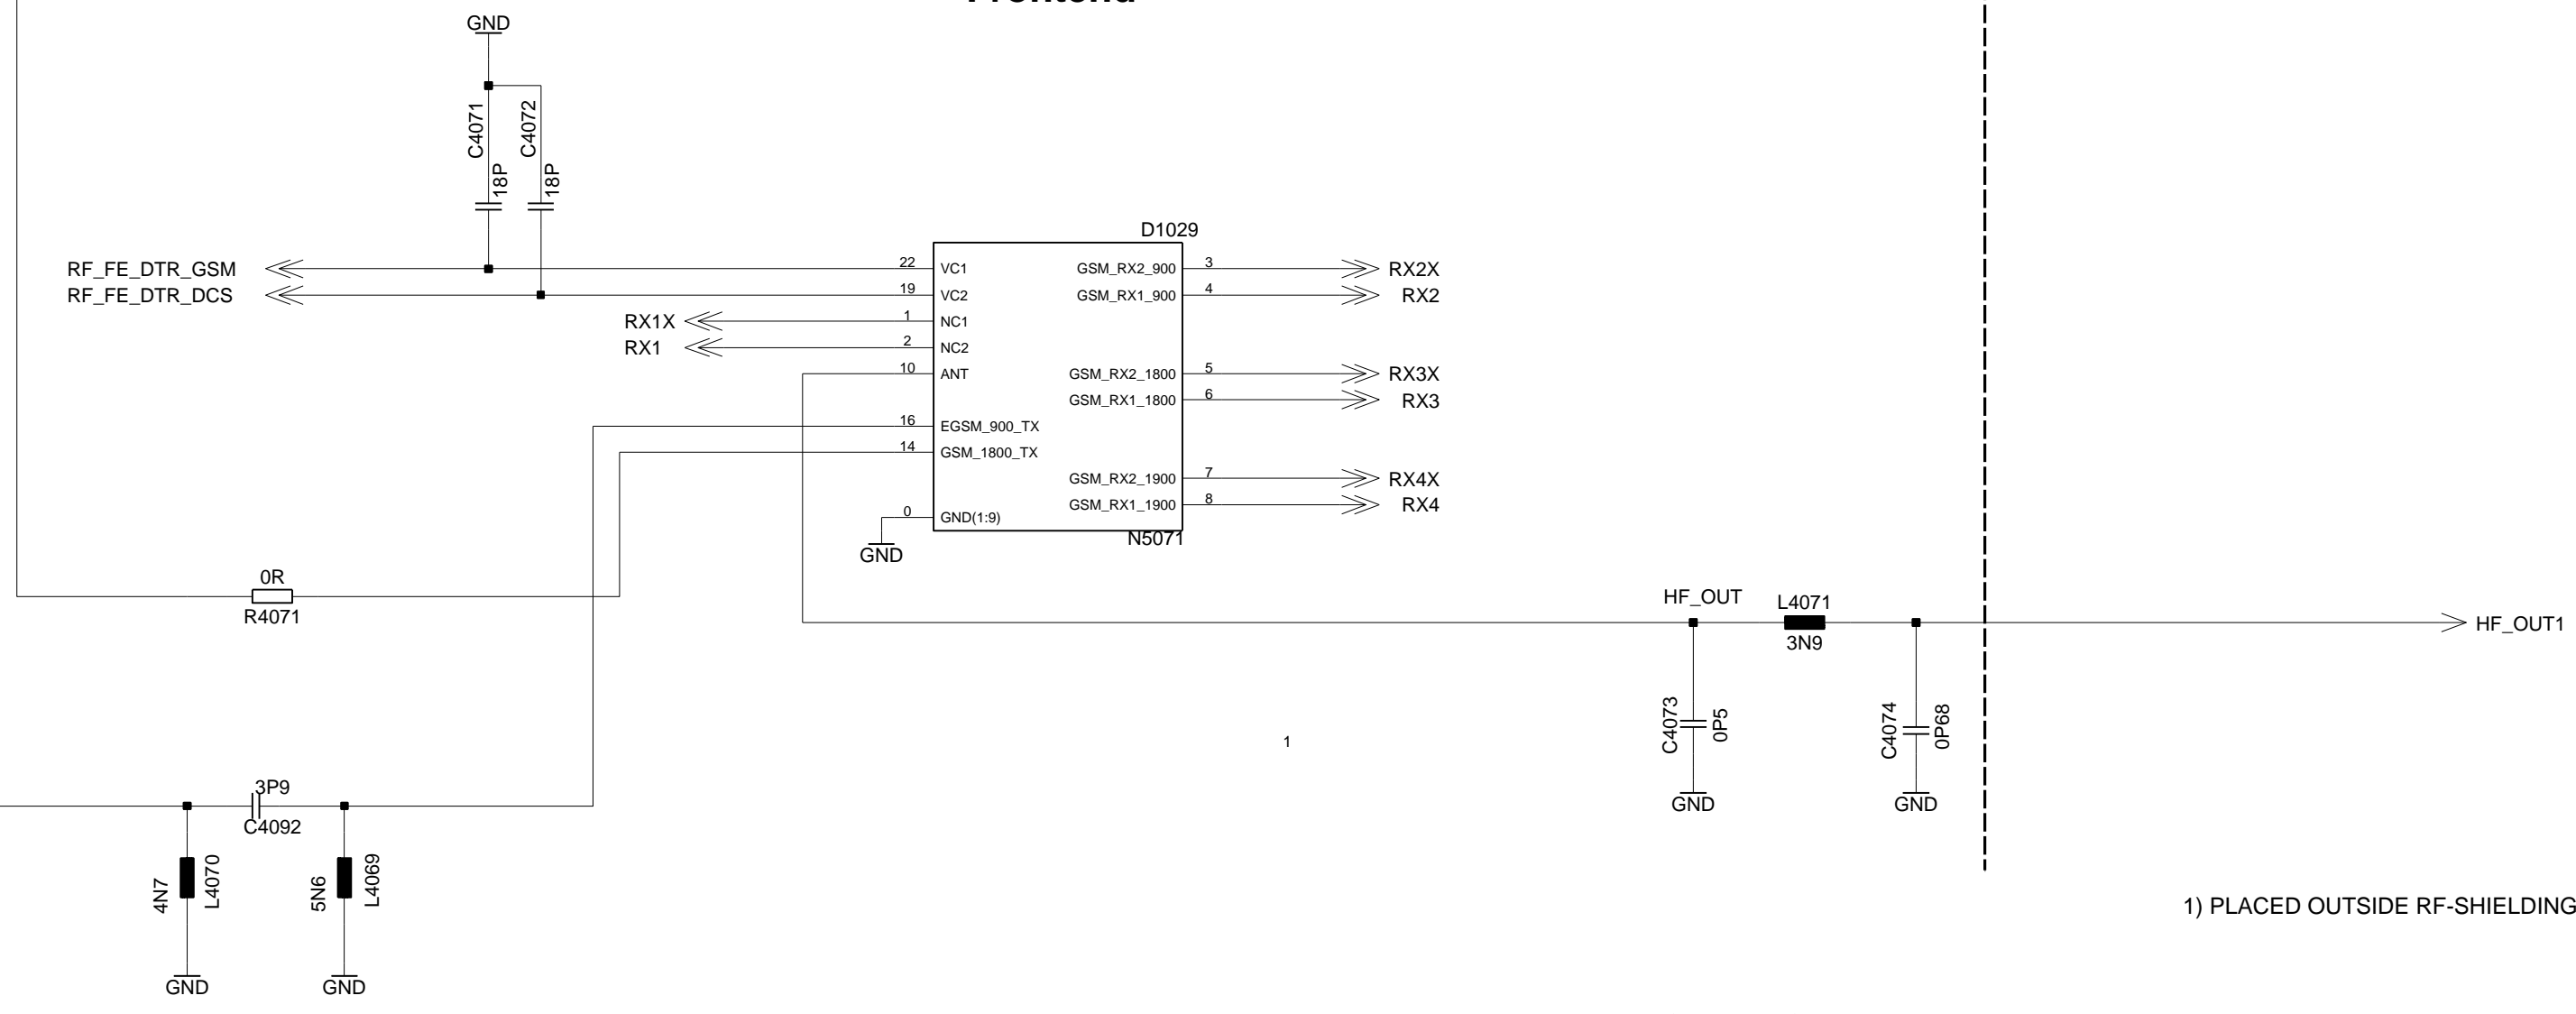 Frontend
GND
C4071
C4072
18P
18P
D1029
RF_FE_DTR_GSM
22
VC1
GSM_RX2_900
3
RX2X
RF_FE_DTR_DCS
19
VC2
GSM_RX1_900
4
RX2
RX1X
1
NC1
RX1
2
NC2
10
ANT
GSM_RX2_1800
5
RX3X
GSM_RX1_1800
6
RX3
16
EGSM_900_TX
14
GSM_1800_TX
GSM_RX2_1900
7
RX4X
GSM_RX1_1900
8
RX4
0
GND(1:9)
N5071
GND
0R
R4071
HF_OUT
L4071
3N9
HF_OUT1
C4073
0P5
C4074
0P68
1
GND
GND
3P9
C4092
4N7
L4070
5N6
L4069
1) PLACED OUTSIDE RF-SHIELDING
GND
GND